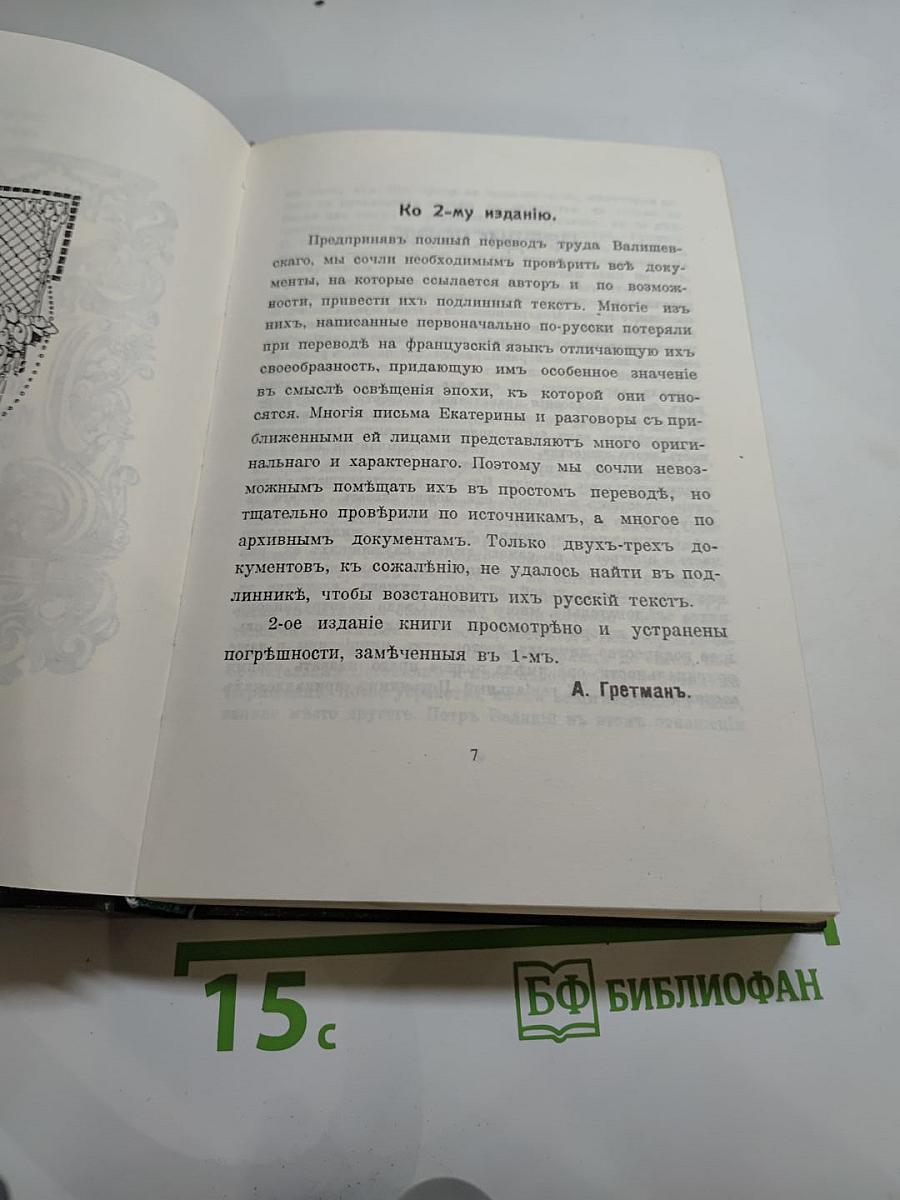 Ко 2-му изданію.
Предпринявъ полный переводъ труда Валишев-
скаго, мы сочли необходимымъ провѣрить всѣ доку-
менты, на которые ссылается авторъ и по возмож-
ности, привести ихъ подлинный текстъ. Многіе изъ
нихъ, написанные первоначально по-русски потеряли
при переводѣ на французскій языкъ отличающую ихъ
своеобразность, придающую имъ особенное значеніе
въ смыслѣ освѣщенія эпохи, къ которой они отно-
сятся. Многія письма Екатерины и разговоры съ при-
ближенными ей лицами представляютъ много ориги-
нальнаго и характернаго. Поэтому мы сочли невоз-
можнымъ помѣщать ихъ въ простомъ переводѣ, но
тщательно провѣрили по источникамъ, а многое по
архивнымъ документамъ. Только двухъ-трехъ до-
кументовъ, къ сожалѣнію, не удалось найти въ под-
линникѣ, чтобы возстановить ихъ русскій текстъ.
2-ое изданіе книги просмотрѣно и устранены
погрѣшности, замѣченныя въ 1-мъ.
А. Гретманъ.
7
15 с
БФ БИБЛИОФАН